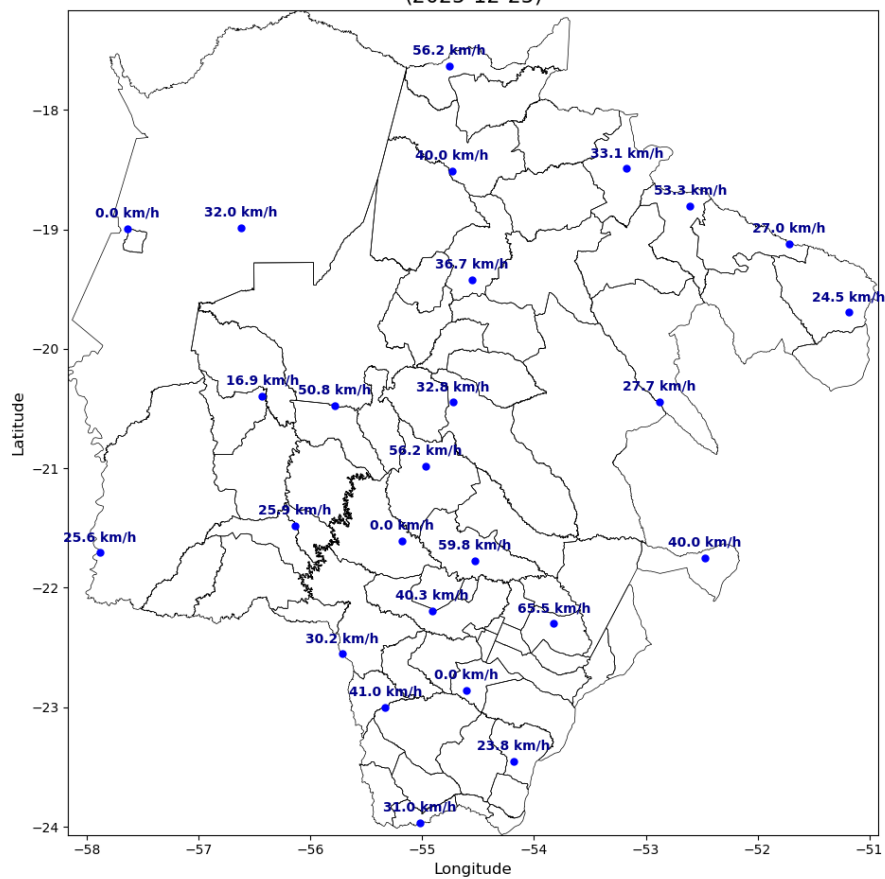 (2025-12-25)
56.2 km/h
40.0 km/h
33.1 km/h
53.3 km/h
0.0 km/h
32.0 km/h
27.0 km/h
36.7 km/h
24.5 km/h
16.9 km/h
50.8 km/h
32.8 km/h
27.7 km/h
56.2 km/h
25.9 km/h
0.0 km/h
25.6 km/h
59.8 km/h
40.0 km/h
40.3 km/h
65.5 km/h
30.2 km/h
0.0 km/h
41.0 km/h
23.8 km/h
31.0 km/h
−18
−19
−20
−21
−22
−23
−24
Latitude
−58 −57 −56 −55 −54 −53 −52 −51
Longitude